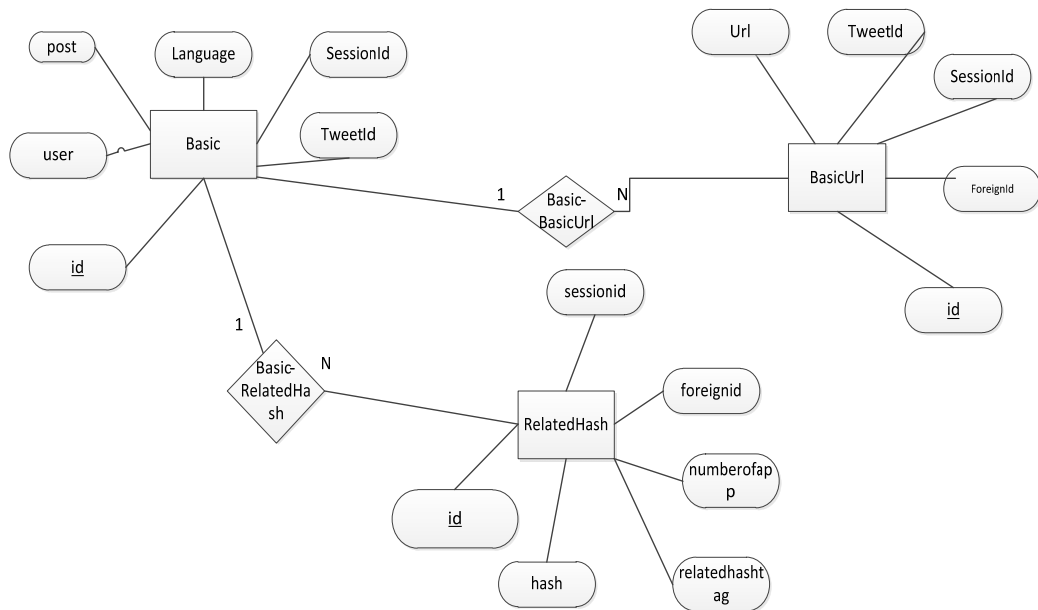 Url
TweetId
post
Language
SessionId
SessionId
TweetId
Basic
user
BasicUrl
ForeignId
1
Basic-
BasicUrl
N
id
sessionid
id
1
Basic-
RelatedHa
sh
N
foreignid
RelatedHash
numberofap
p
id
hash
relatedhasht
ag